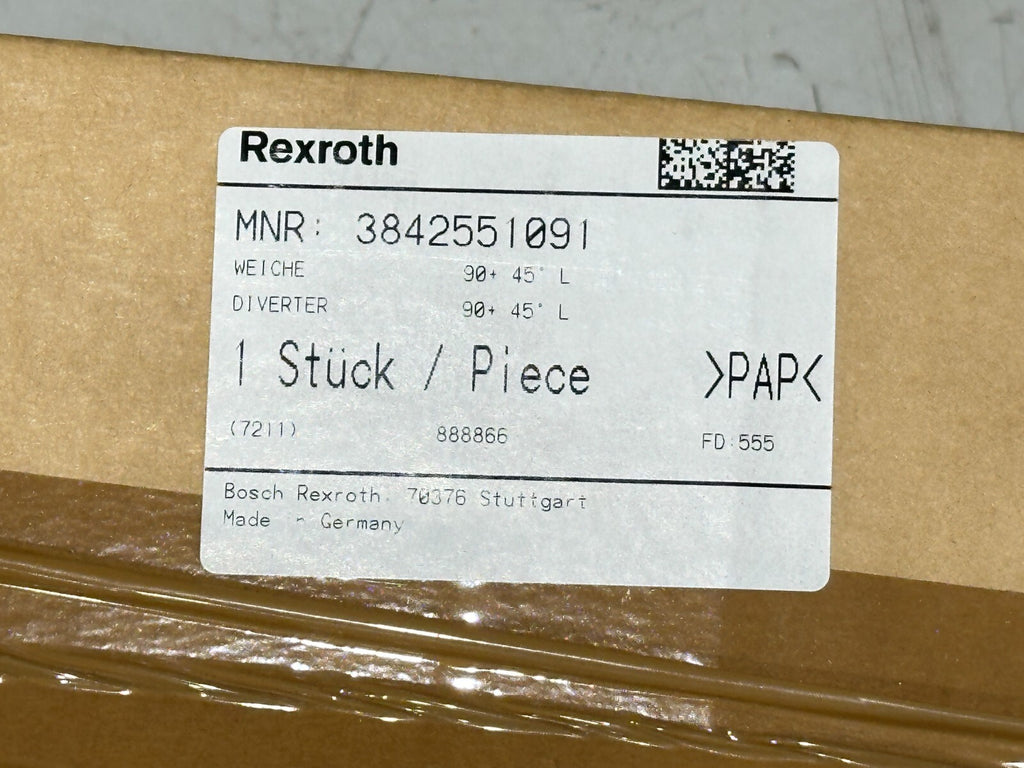 Rexroth
MNR: 3842551091
WEICHE 90+ 45° L
DIVERTER 90+ 45° L
1 Stück / Piece >PAP<
(7211) 888866 FD:555
Bosch Rexroth, 70376 Stuttgart
Made Germany